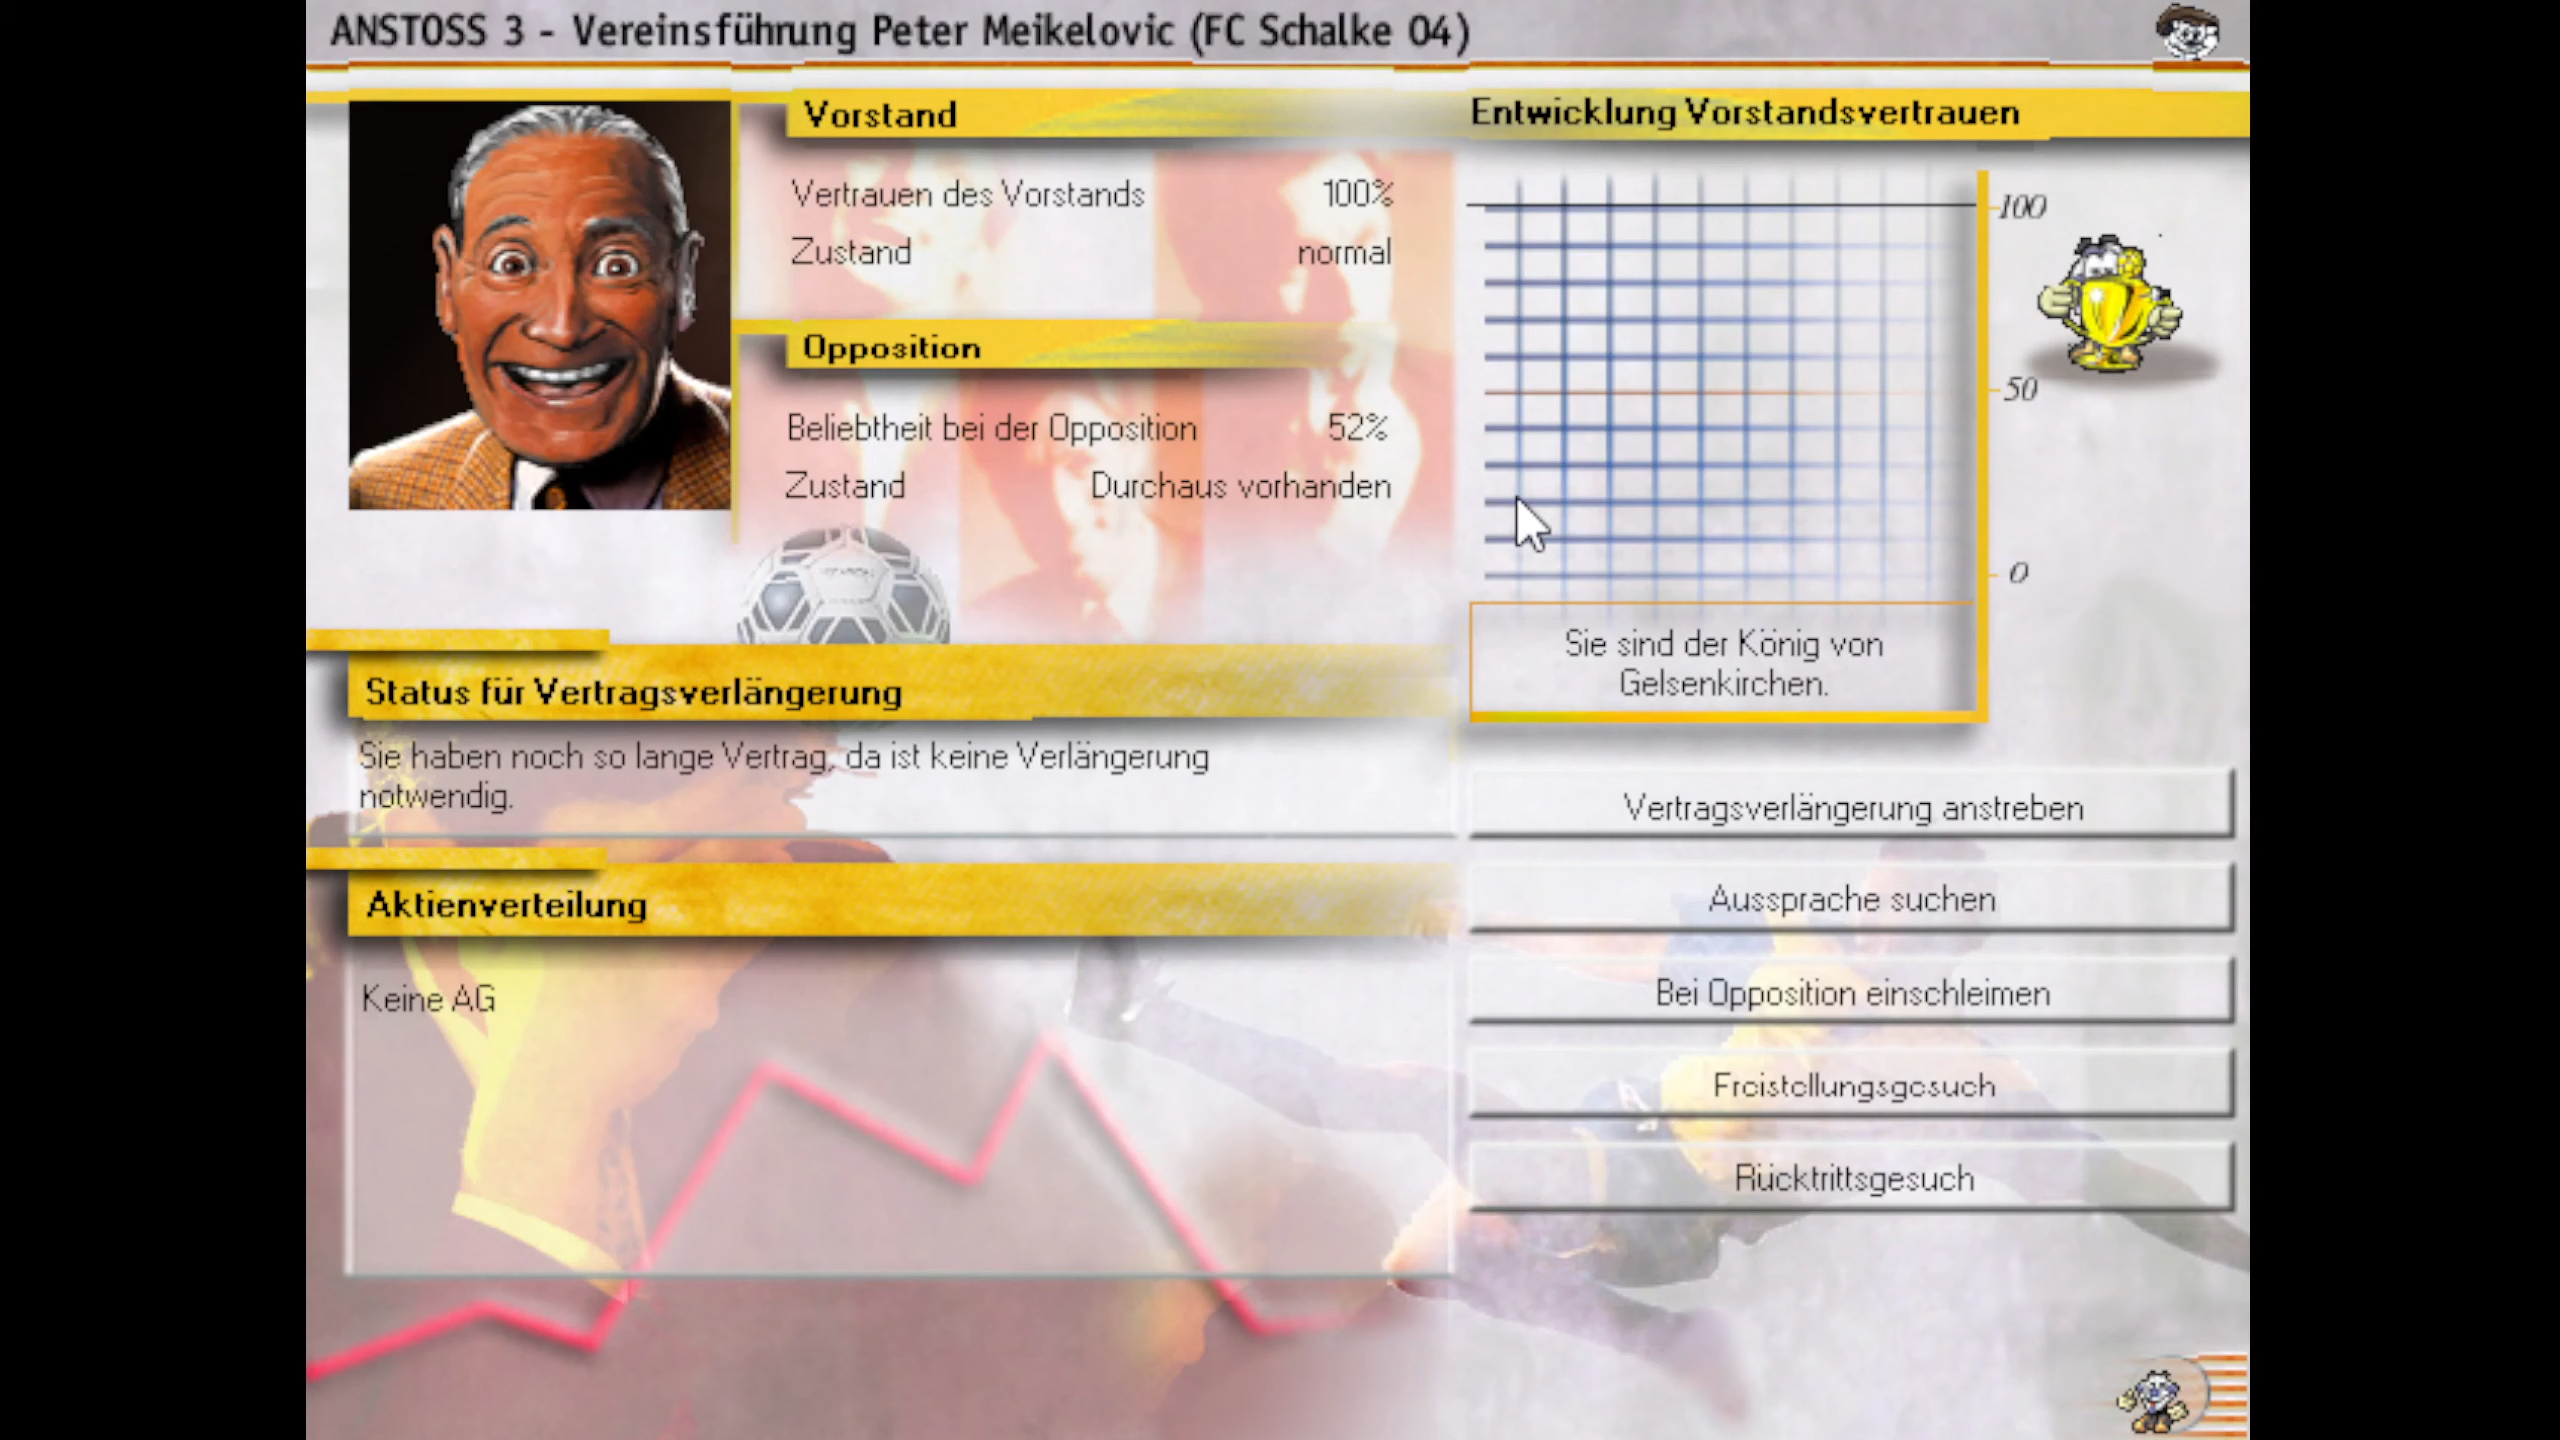 ANSTOSS 3 - Vereinsführung Peter Meikelovic (FC Schalke 04)
Vorstand
Vertrauen des Vorstands 100%
Zustand normal
Opposition
Beliebtheit bei der Opposition 52%
Zustand Durchaus vorhanden
Entwicklung Vorstandsvertrauen
100
50
0
Sie sind der König von
Gelsenkirchen.
Status für Vertragsverlängerung
Sie haben noch so lange Vertrag, da ist keine Verlängerung
notwendig.
Aktienverteilung
Keine AG
Vertragsverlängerung anstreben
Aussprache suchen
Bei Opposition einschleimen
Freistellungsgesuch
Rücktrittsgesuch